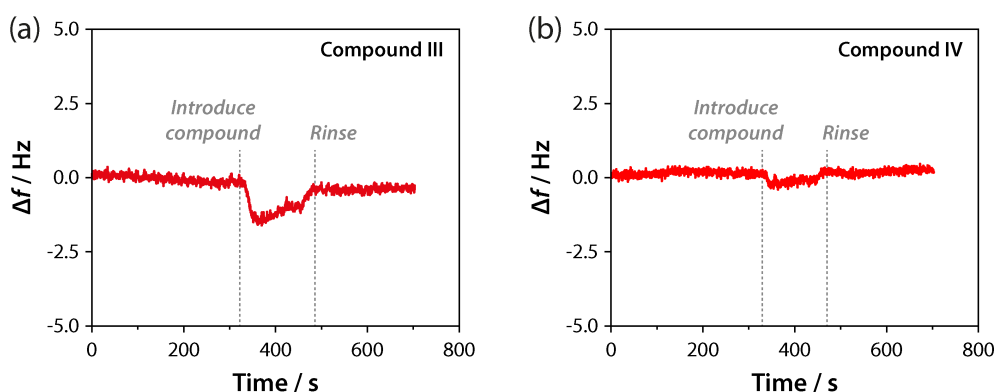 (a)
Compound III
Introduce
compound
Rinse
Δf / Hz
5.0
2.5
0.0
-2.5
-5.0
0
200
400
600
800
Time / s
(b)
Compound IV
Introduce
compound
Rinse
Δf / Hz
5.0
2.5
0.0
-2.5
-5.0
0
200
400
600
800
Time / s